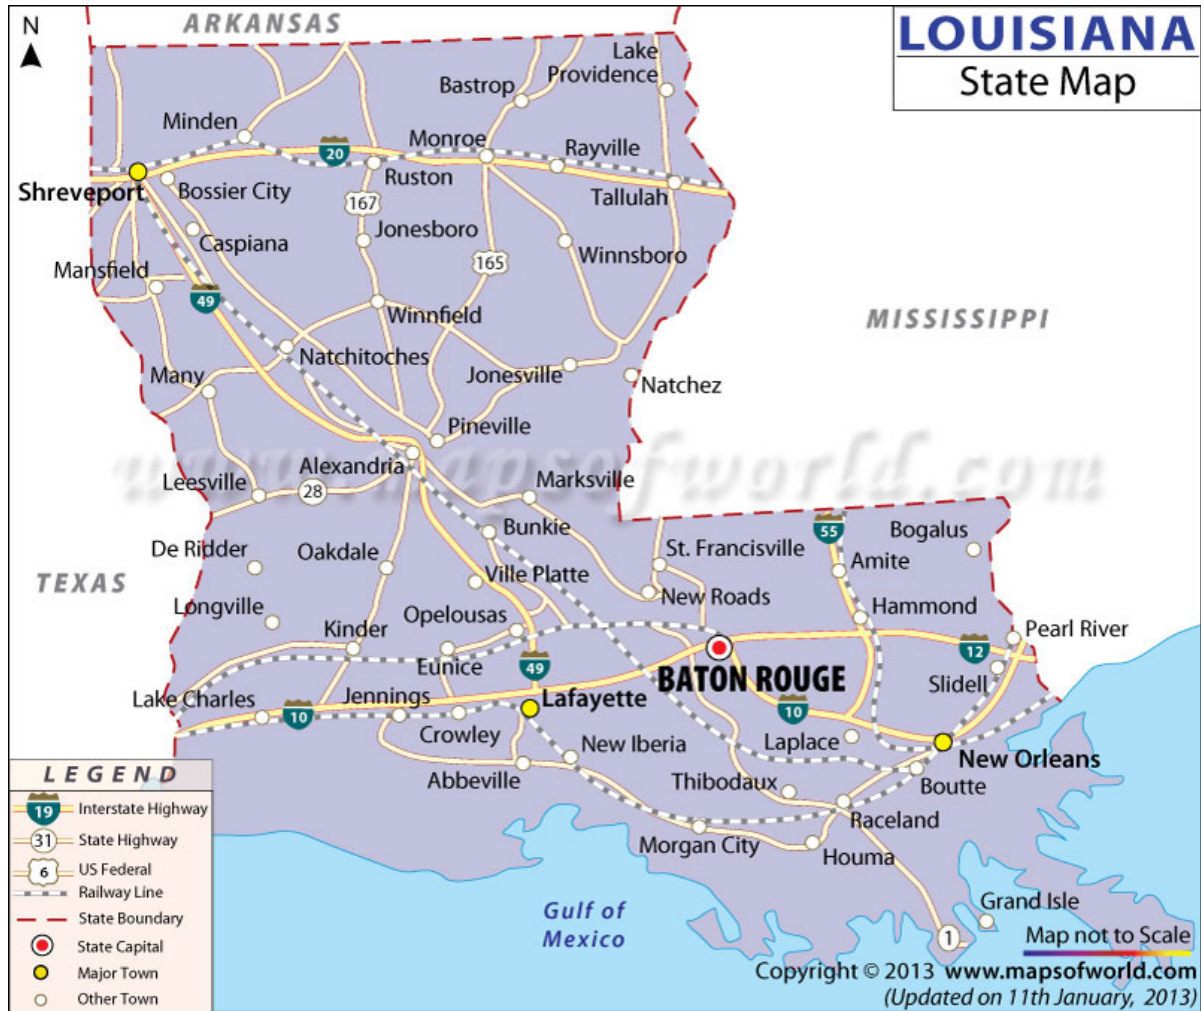 N
ARKANSAS
LOUISIANA
State Map
Lake
Providence
Bastrop
Minden
Monroe
Rayville
20
Ruston
Tallulah
Shreveport
Bossier City
167
Caspiana
Jonesboro
Winnsboro
165
Mansfield
49
Winnfield
MISSISSIPPI
Natchitoches
Many
Jonesville
Natchez
Pineville
www.mapsofworld.com
Alexandria
Leesville
28
Marksville
Bunkie
55
Bogalus
De Ridder
Oakdale
St. Francisville
Amite
TEXAS
Ville Platte
New Roads
Longville
Opelousas
Hammond
Kinder
Pearl River
Eunice
49
12
BATON ROUGE
Slidell
Lake Charles
Jennings
Lafayette
10
10
Crowley
New Iberia
Laplace
New Orleans
Abbeville
Thibodaux
Boutte
Raceland
Morgan City
Houma
Gulf of
Mexico
Grand Isle
1
LEGEND
19 Interstate Highway
31 State Highway
6 US Federal
Railway Line
State Boundary
State Capital
Major Town
Other Town
Map not to Scale
Copyright © 2013 www.mapsofworld.com
(Updated on 11th January, 2013)